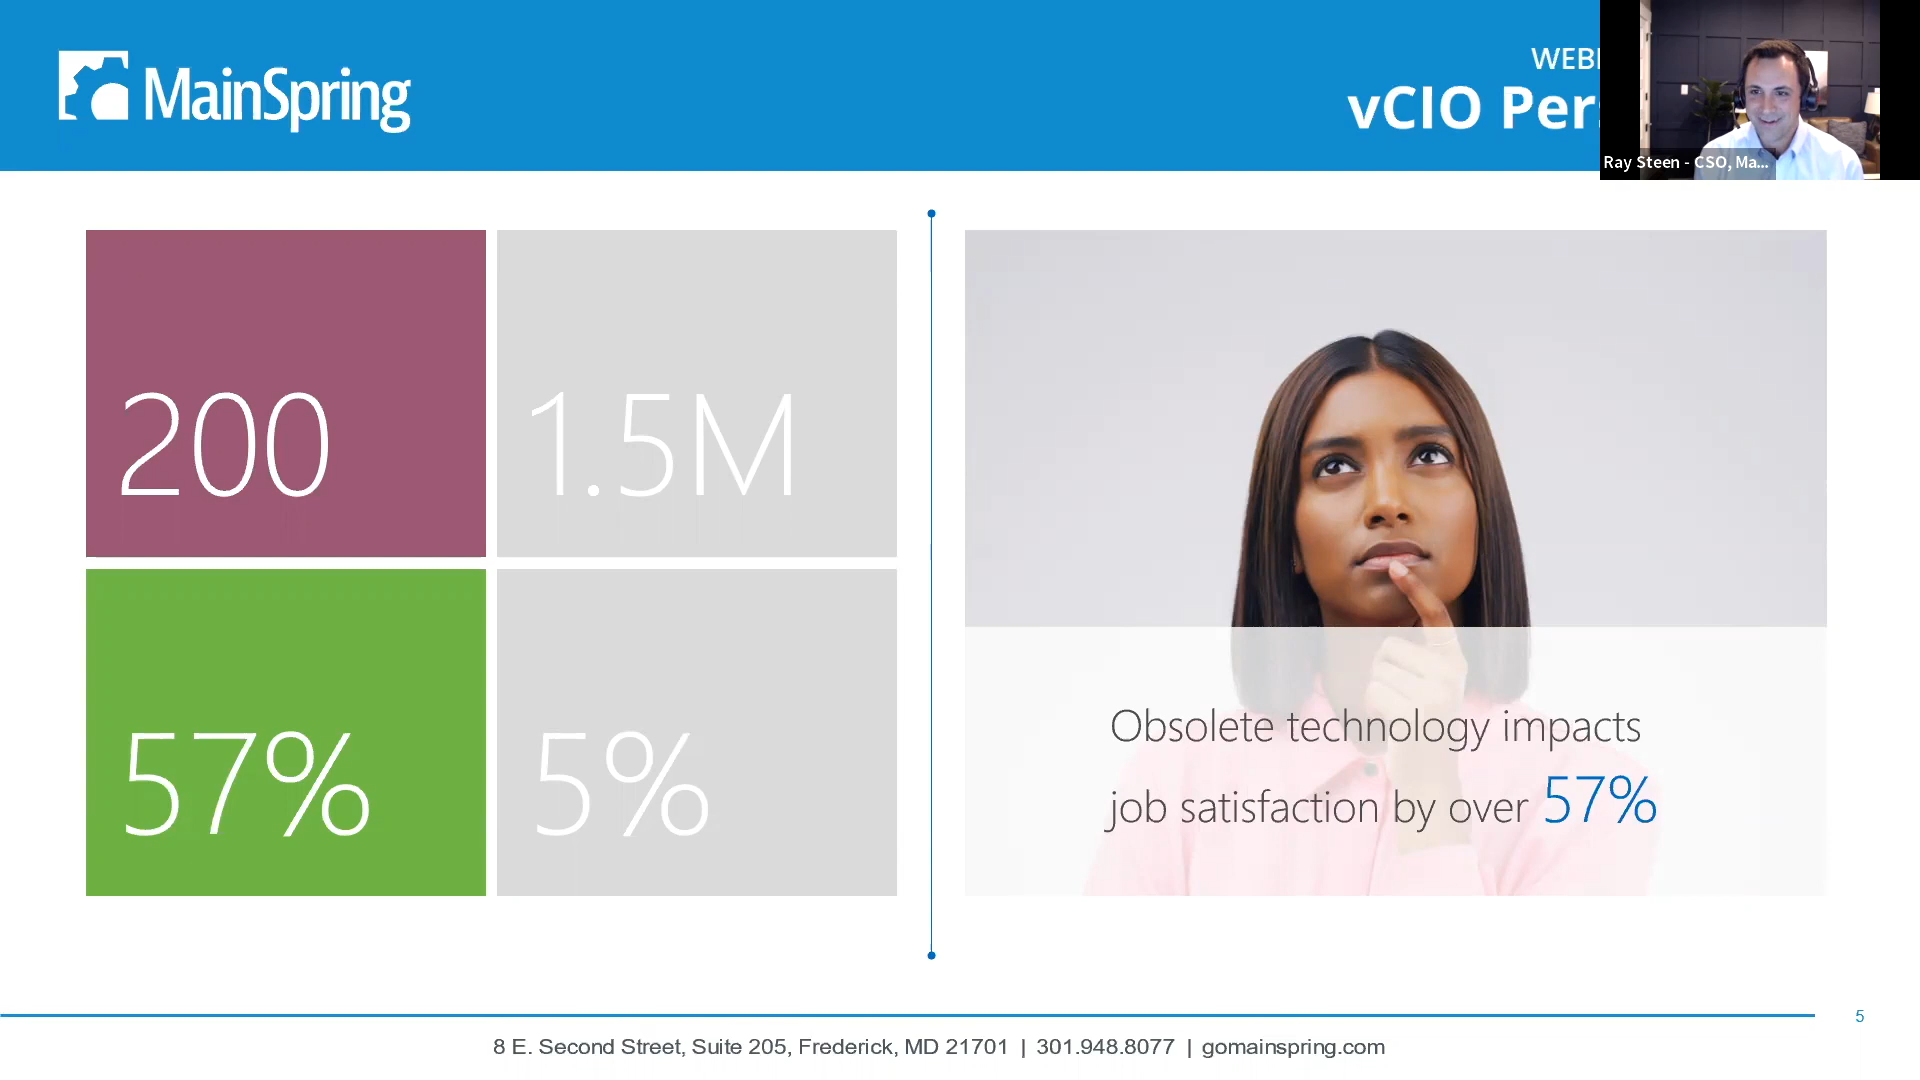 MainSpring
WEB
vCIO Per
Ray Steen - CSO, Ma...
200
1.5M
57%
5%
Obsolete technology impacts
job satisfaction by over 57%
5
8 E. Second Street, Suite 205, Frederick, MD 21701 | 301.948.8077 | gomainspring.com